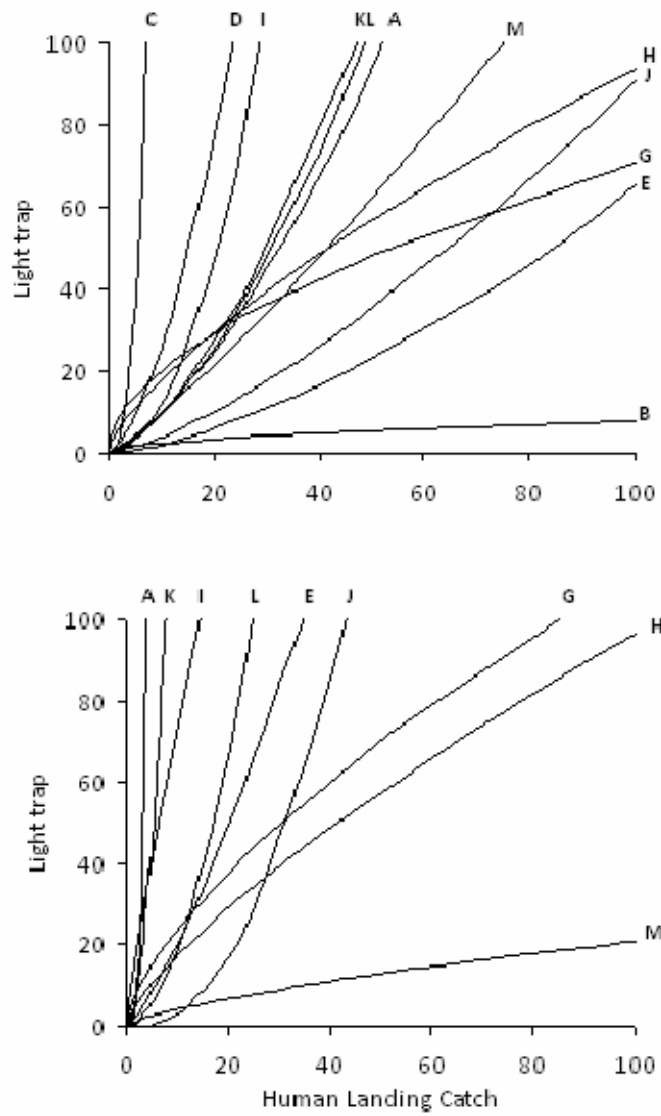 C D I KL A M H
100 J
80
G
60 E
Light trap
40
20
B
0
0 20 40 60 80 100
A K I L E J G
100 H
80
60
Light trap
40
20 M
0
0 20 40 60 80 100
Human Landing Catch